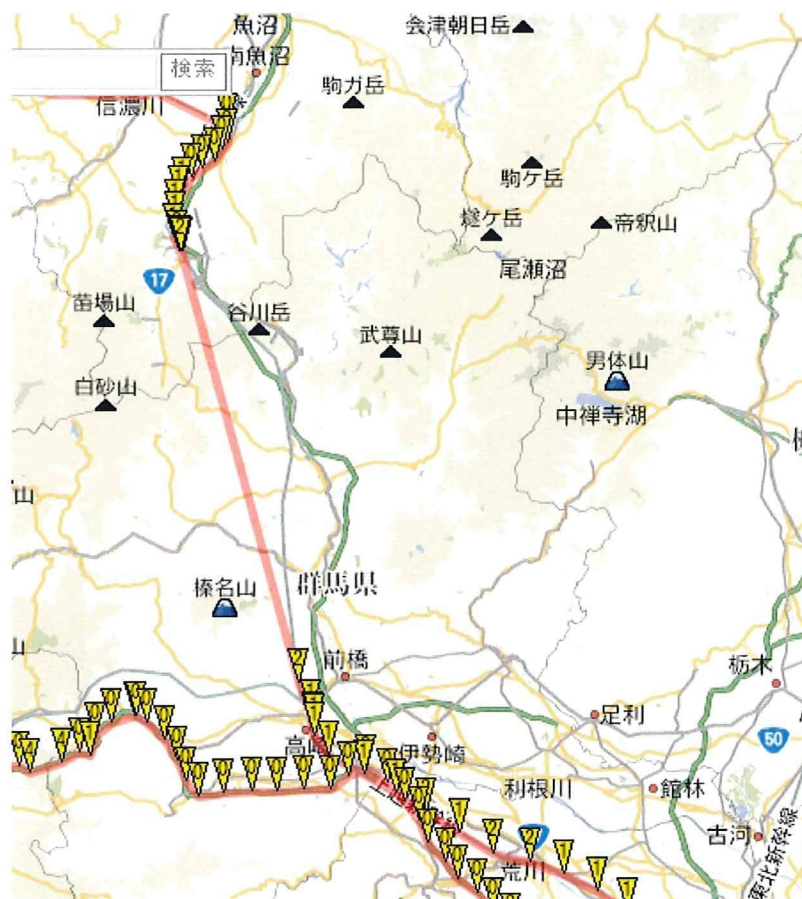 魚沼
会津朝日岳
検索
南魚沼
駒ガ岳
信濃川
駒ケ岳
燧ケ岳
帝釈山
尾瀬沼
17
苗場山
谷川岳
武尊山
男体山
白砂山
中禅寺湖
山
榛名山
群馬県
山
前橋
栃木
足利
高崎
伊勢崎
50
利根川
館林
古河
荒川
東北新幹線